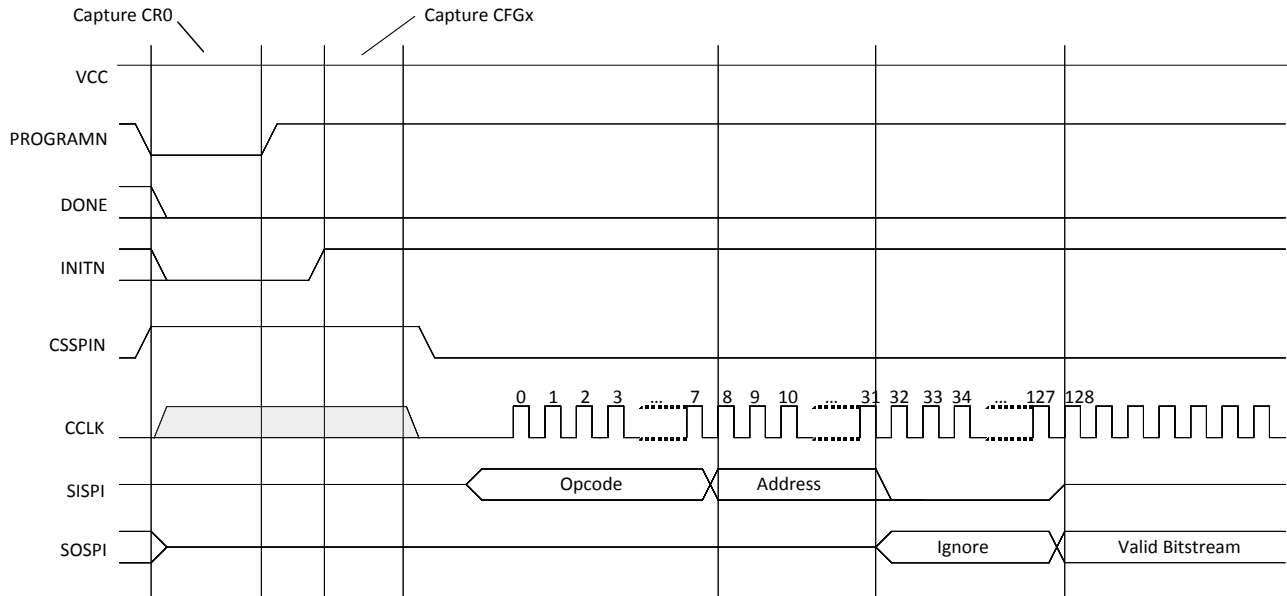 Capture CR0 Capture CFGx
VCC
PROGRAMN
DONE
INITN
CSSPIN
0 1 2 3 ... 7 8 9 10 ... 31 32 33 34 ... 127 128
CCLK
SISPI Opcode Address
SOSPI Ignore Valid Bitstream